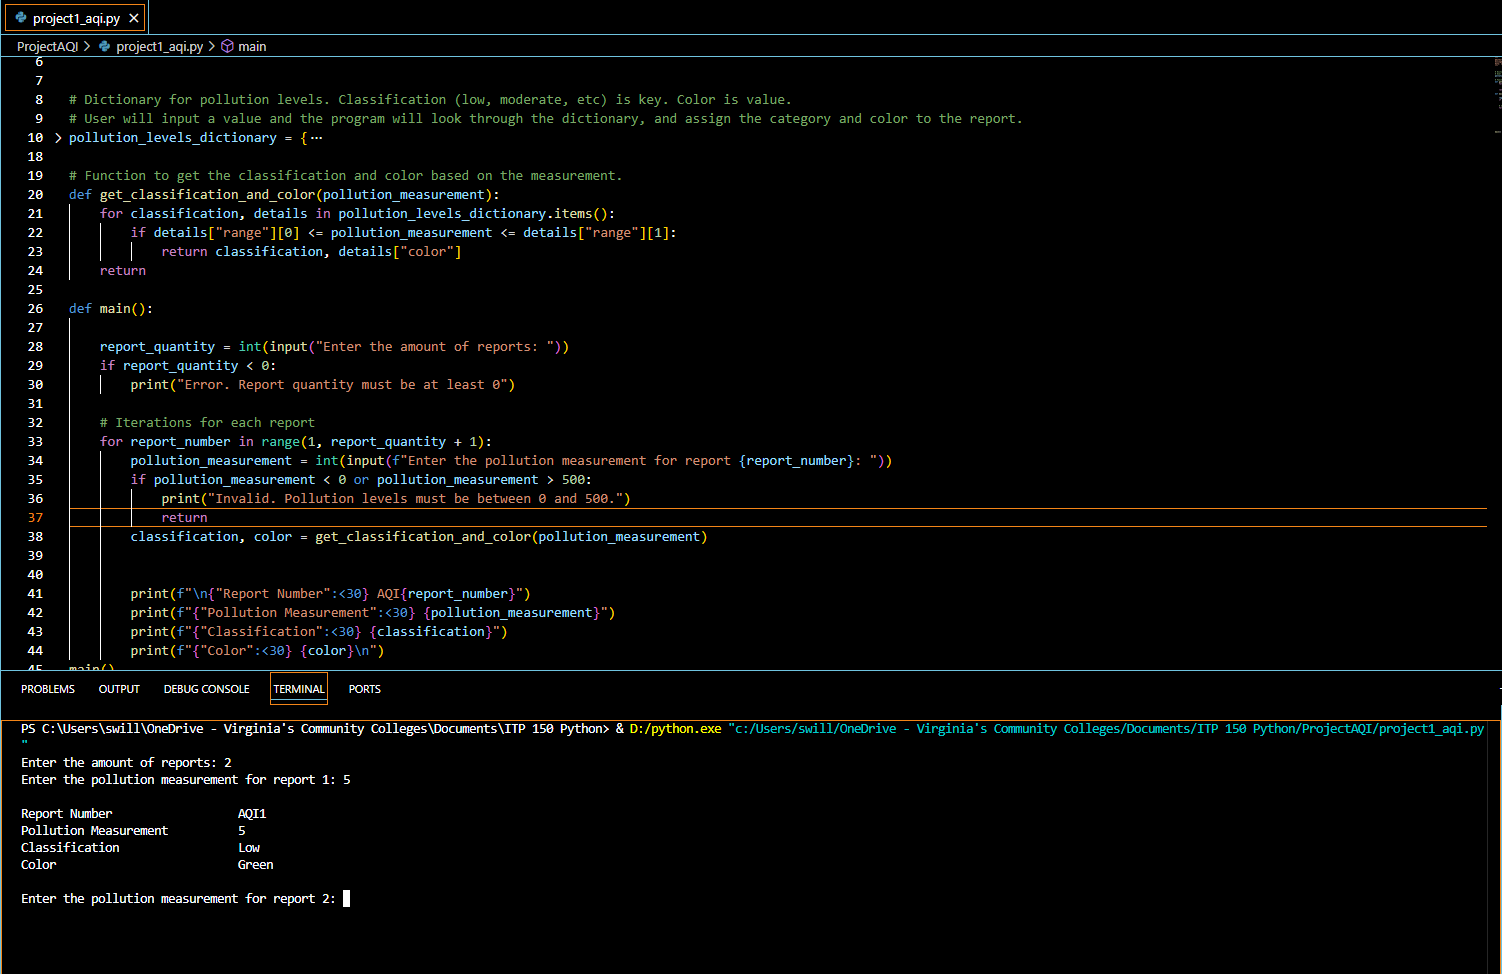 project1_aqi.py
ProjectAQI > project1_aqi.py > main
6
7
8 # Dictionary for pollution levels. Classification (low, moderate, etc) is key. Color is value.
9 # User will input a value and the program will look through the dictionary, and assign the category and color to the report.
10 > pollution_levels_dictionary = {…
18
19 # Function to get the classification and color based on the measurement.
20 def get_classification_and_color(pollution_measurement):
21     for classification, details in pollution_levels_dictionary.items():
22         if details["range"][0] <= pollution_measurement <= details["range"][1]:
23             return classification, details["color"]
24     return
25
26 def main():
27
28     report_quantity = int(input("Enter the amount of reports: "))
29     if report_quantity < 0:
30         print("Error. Report quantity must be at least 0")
31
32     # Iterations for each report
33     for report_number in range(1, report_quantity + 1):
34         pollution_measurement = int(input(f"Enter the pollution measurement for report {report_number}: "))
35         if pollution_measurement < 0 or pollution_measurement > 500:
36             print("Invalid. Pollution levels must be between 0 and 500.")
37             return
38         classification, color = get_classification_and_color(pollution_measurement)
39
40
41         print(f"\n{"Report Number":<30} AQI{report_number}")
42         print(f"{"Pollution Measurement":<30} {pollution_measurement}")
43         print(f"{"Classification":<30} {classification}")
44         print(f"{"Color":<30} {color}\n")
45 main()
PROBLEMS OUTPUT DEBUG CONSOLE TERMINAL PORTS
PS C:\Users\swill\OneDrive - Virginia's Community Colleges\Documents\ITP 150 Python> & D:/python.exe "c:/Users/swill/OneDrive - Virginia's Community Colleges/Documents/ITP 150 Python/ProjectAQI/project1_aqi.py
"
Enter the amount of reports: 2
Enter the pollution measurement for report 1: 5
Report Number AQI1
Pollution Measurement 5
Classification Low
Color Green
Enter the pollution measurement for report 2: